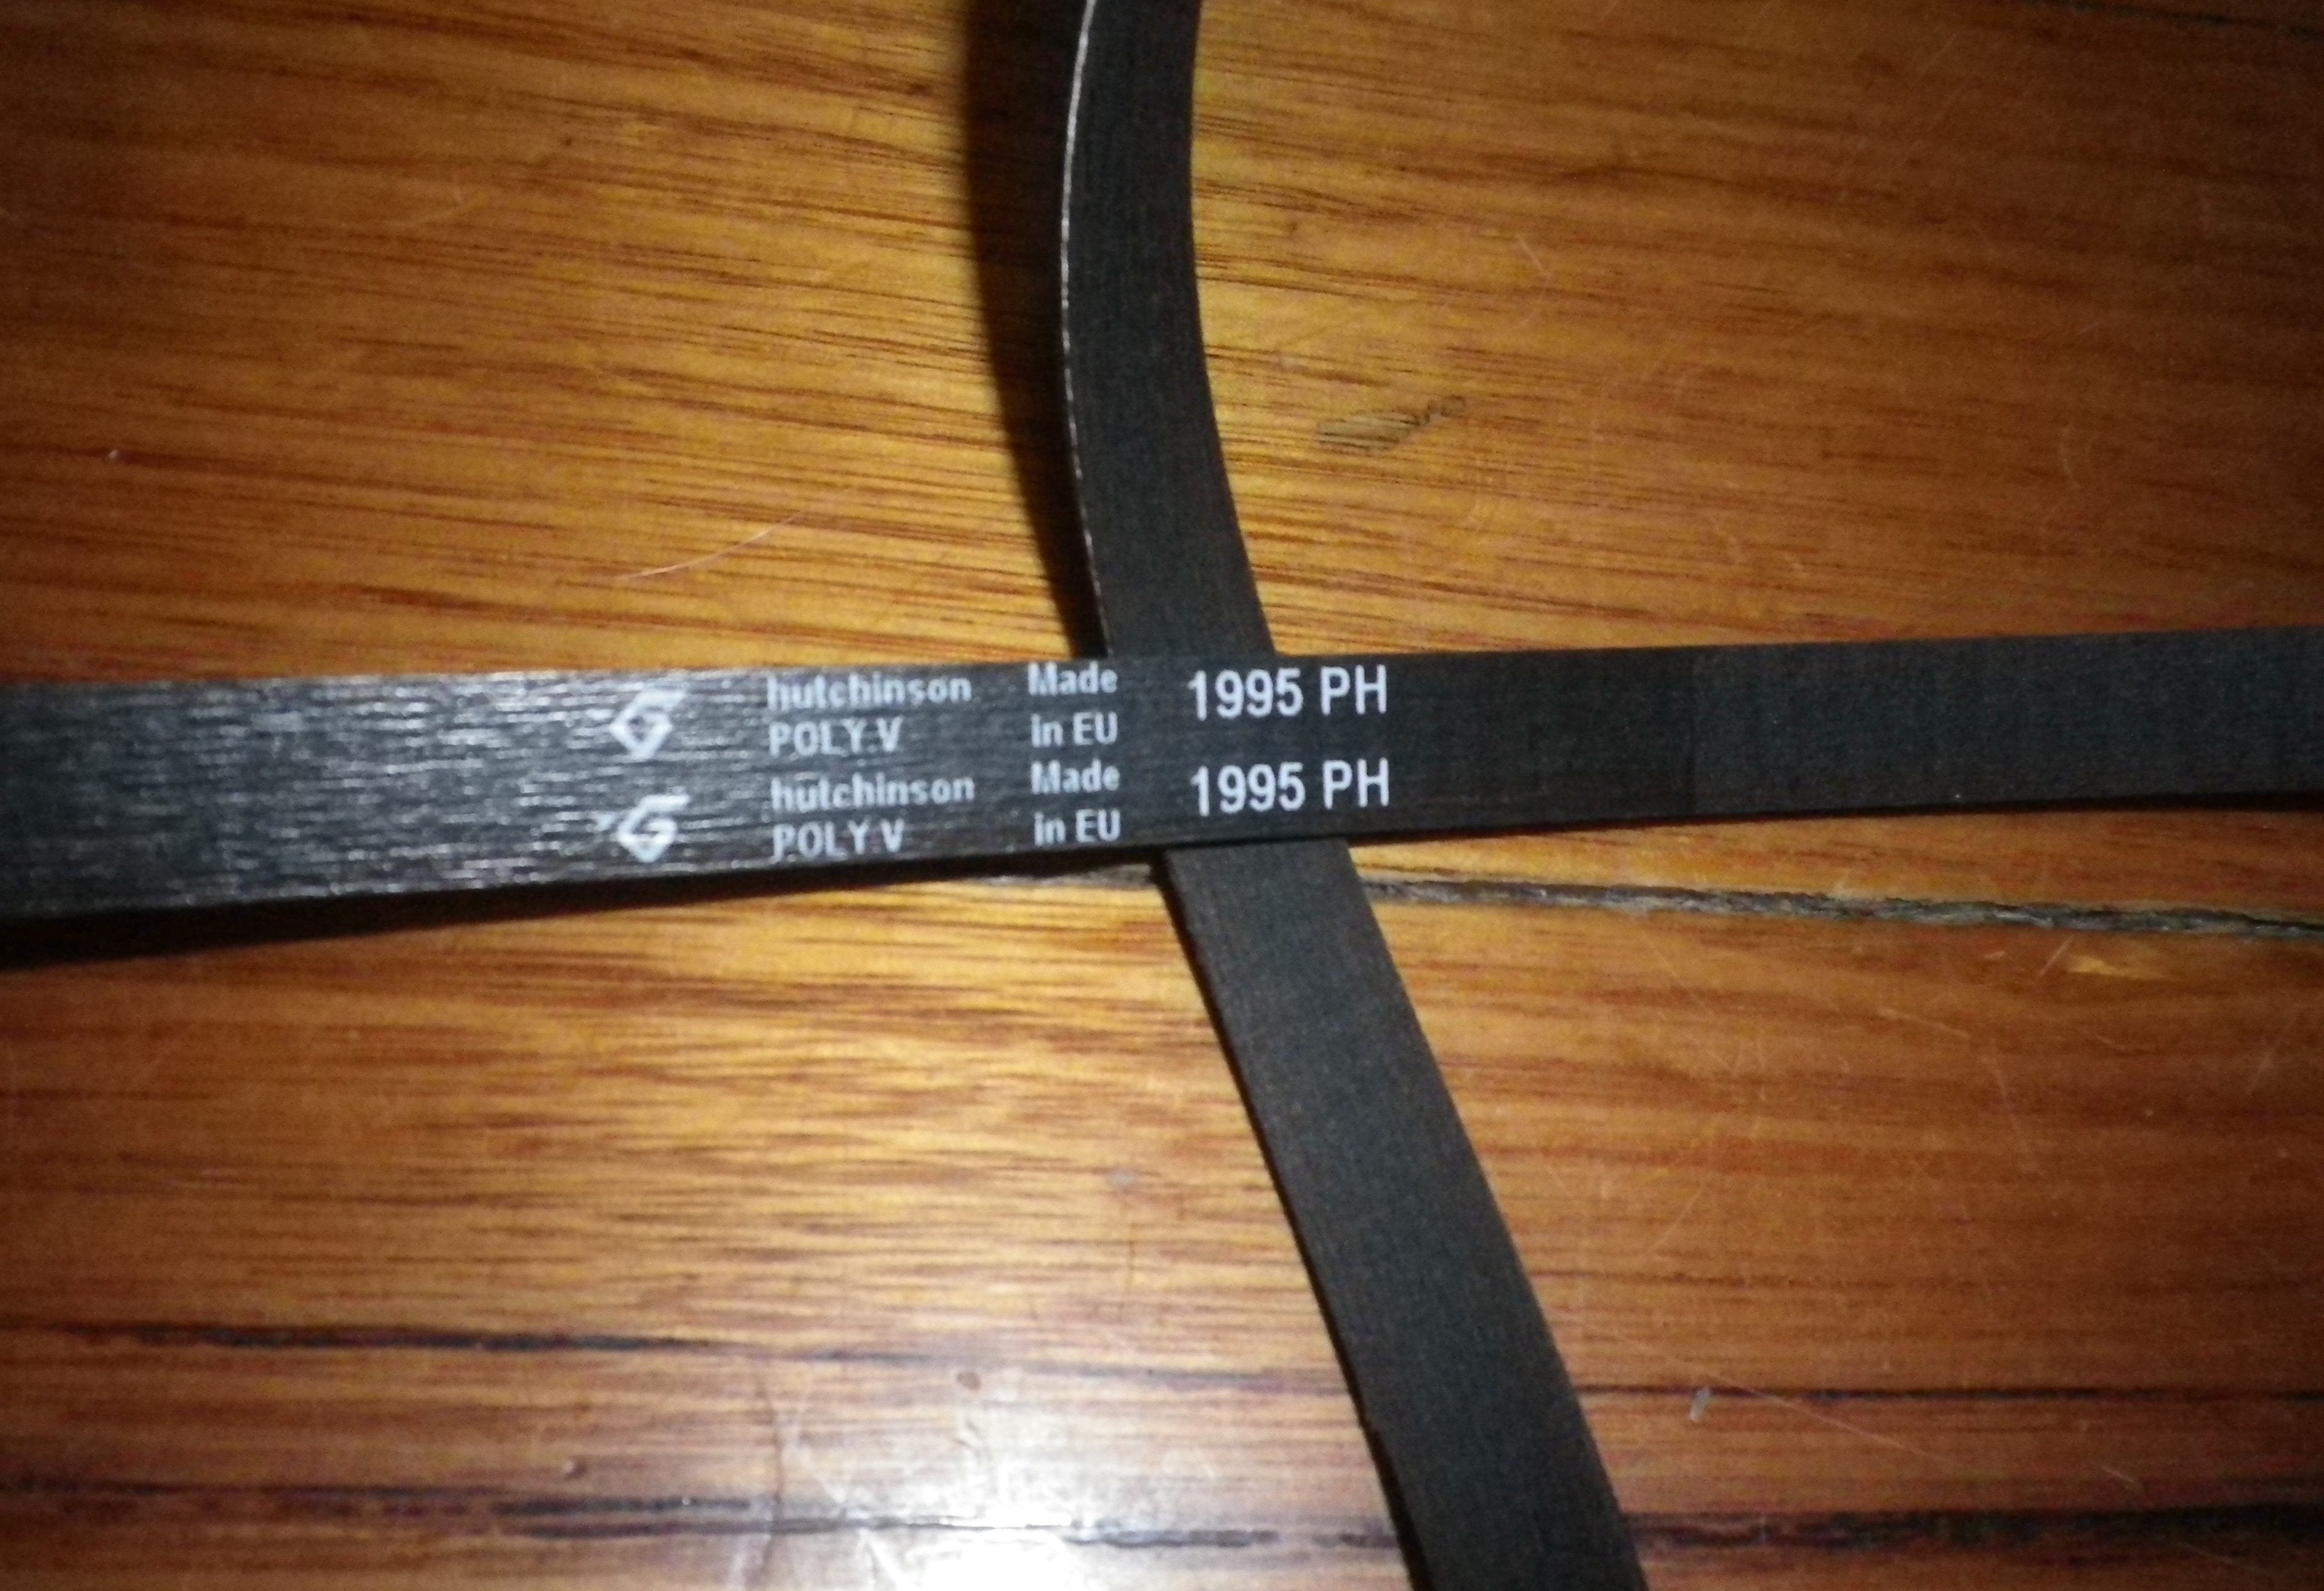 hutchinson Made 1995 PH
POLY.V in EU
hutchinson Made 1995 PH
POLY.V in EU